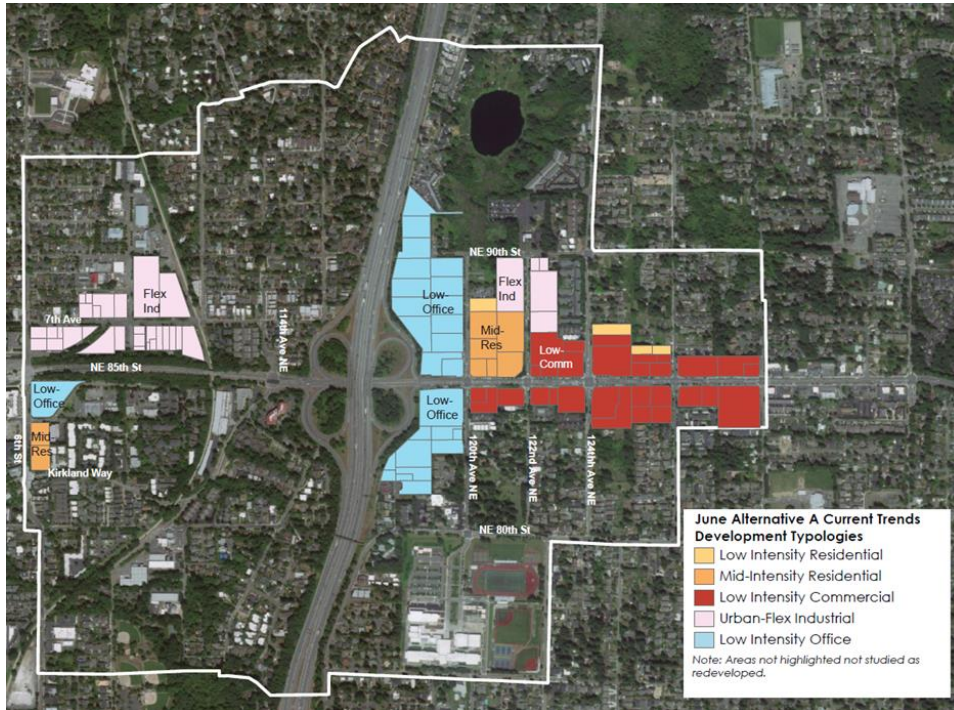 NE 90th St
Flex
Ind
Low-
Office
Flex
Ind
7th Ave
114th Ave NE
Mid-
Res
Low-
Comm
NE 85th St
Low-
Office
Low-
Office
6th St
Mid-
Res
Kirkland Way
120th Ave NE
122nd Ave NE
124thh Ave NE
NE 80th St
June Alternative A Current Trends
Development Typologies
Low Intensity Residential
Mid-Intensity Residential
Low Intensity Commercial
Urban-Flex Industrial
Low Intensity Office
Note: Areas not highlighted not studied as
redeveloped.